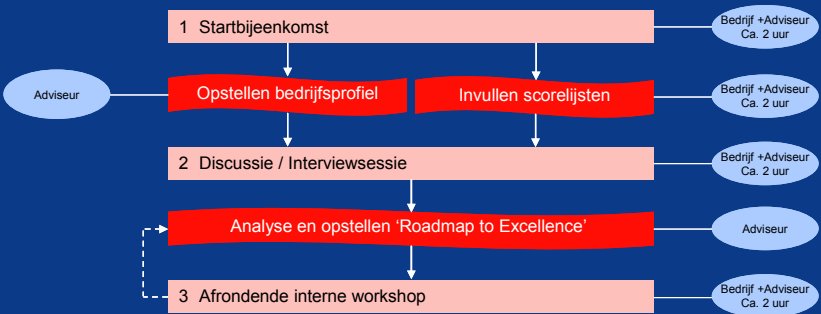 1 Startbijeenkomst
Bedrijf +Adviseur
Ca. 2 uur
Adviseur
Opstellen bedrijfsprofiel
Invullen scorelijsten
Bedrijf +Adviseur
Ca. 2 uur
2 Discussie / Interviewsessie
Bedrijf +Adviseur
Ca. 2 uur
Analyse en opstellen ‘Roadmap to Excellence’
Adviseur
3 Afrondende interne workshop
Bedrijf +Adviseur
Ca. 2 uur